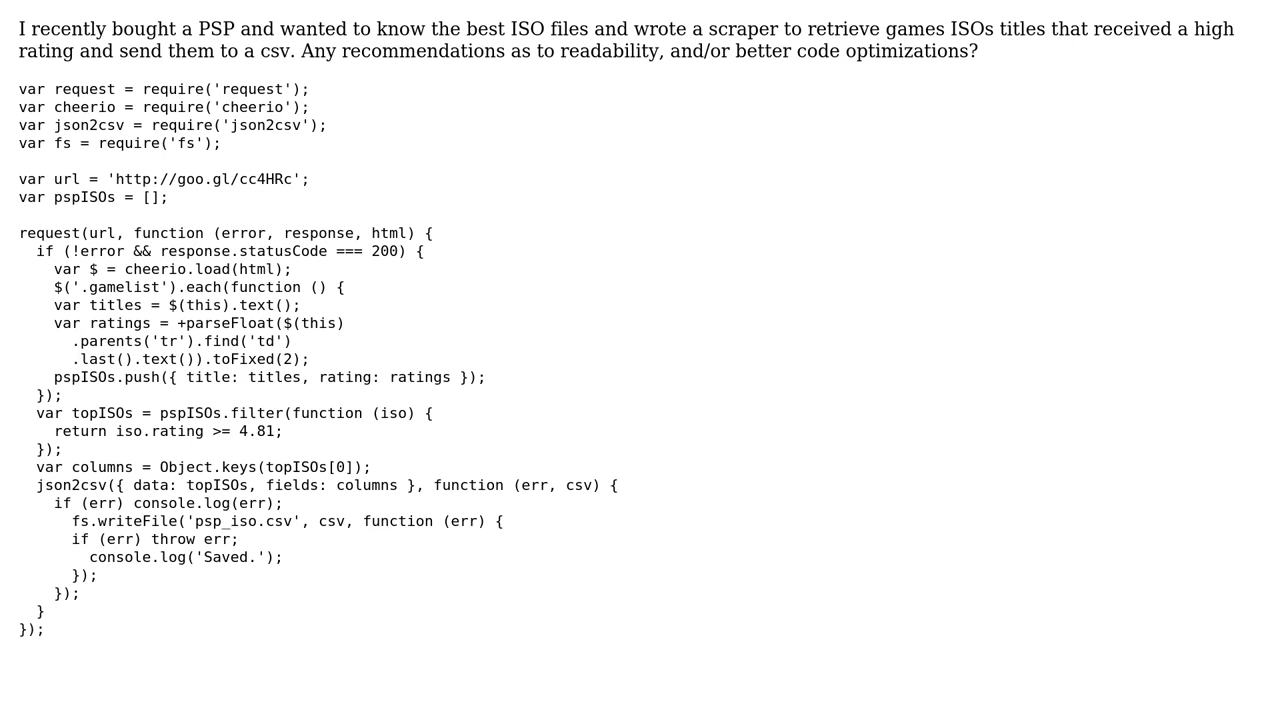 I recently bought a PSP and wanted to know the best ISO files and wrote a scraper to retrieve games ISOs titles that received a high
rating and send them to a csv. Any recommendations as to readability, and/or better code optimizations?
var request = require('request');
var cheerio = require('cheerio');
var json2csv = require('json2csv');
var fs = require('fs');

var url = 'http://goo.gl/cc4HRc';
var pspISOs = [];

request(url, function (error, response, html) {
  if (!error && response.statusCode === 200) {
    var $ = cheerio.load(html);
    $('.gamelist').each(function () {
    var titles = $(this).text();
    var ratings = +parseFloat($(this)
      .parents('tr').find('td')
      .last().text()).toFixed(2);
    pspISOs.push({ title: titles, rating: ratings });
  });
  var topISOs = pspISOs.filter(function (iso) {
    return iso.rating >= 4.81;
  });
  var columns = Object.keys(topISOs[0]);
  json2csv({ data: topISOs, fields: columns }, function (err, csv) {
    if (err) console.log(err);
      fs.writeFile('psp_iso.csv', csv, function (err) {
      if (err) throw err;
        console.log('Saved.');
      });
    });
  }
});